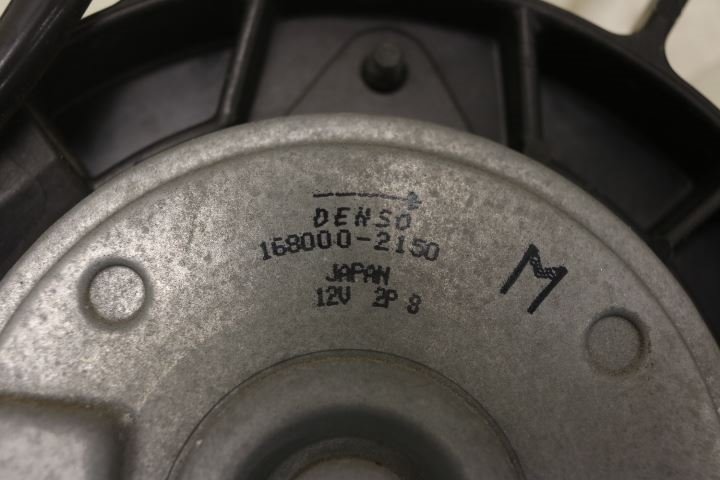 DENSO
168000-2150
JAPAN
12V 2P 8
M